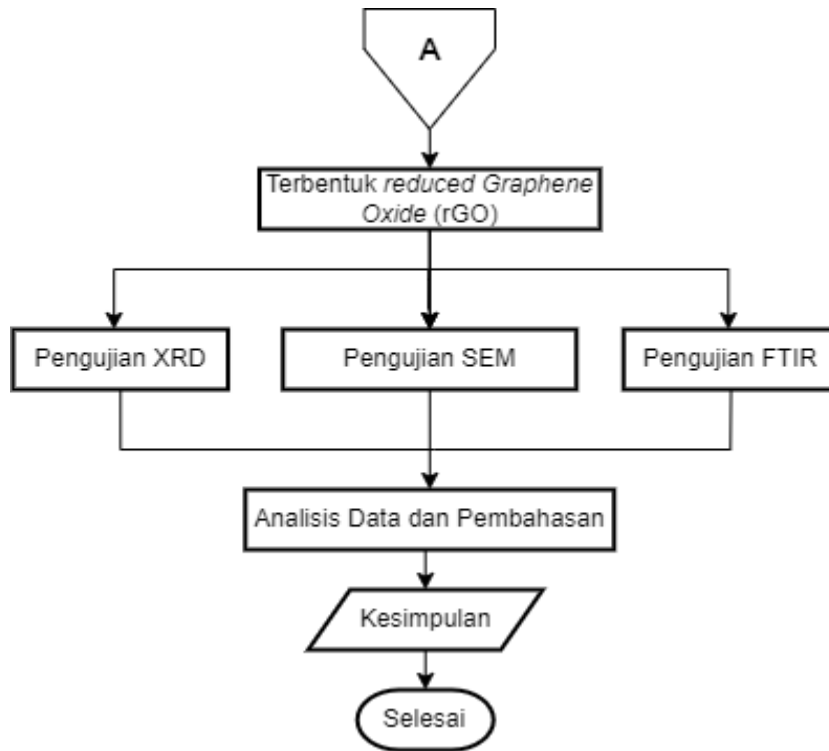 A
Terbentuk reduced Graphene
Oxide (rGO)
Pengujian XRD
Pengujian SEM
Pengujian FTIR
Analisis Data dan Pembahasan
Kesimpulan
Selesai